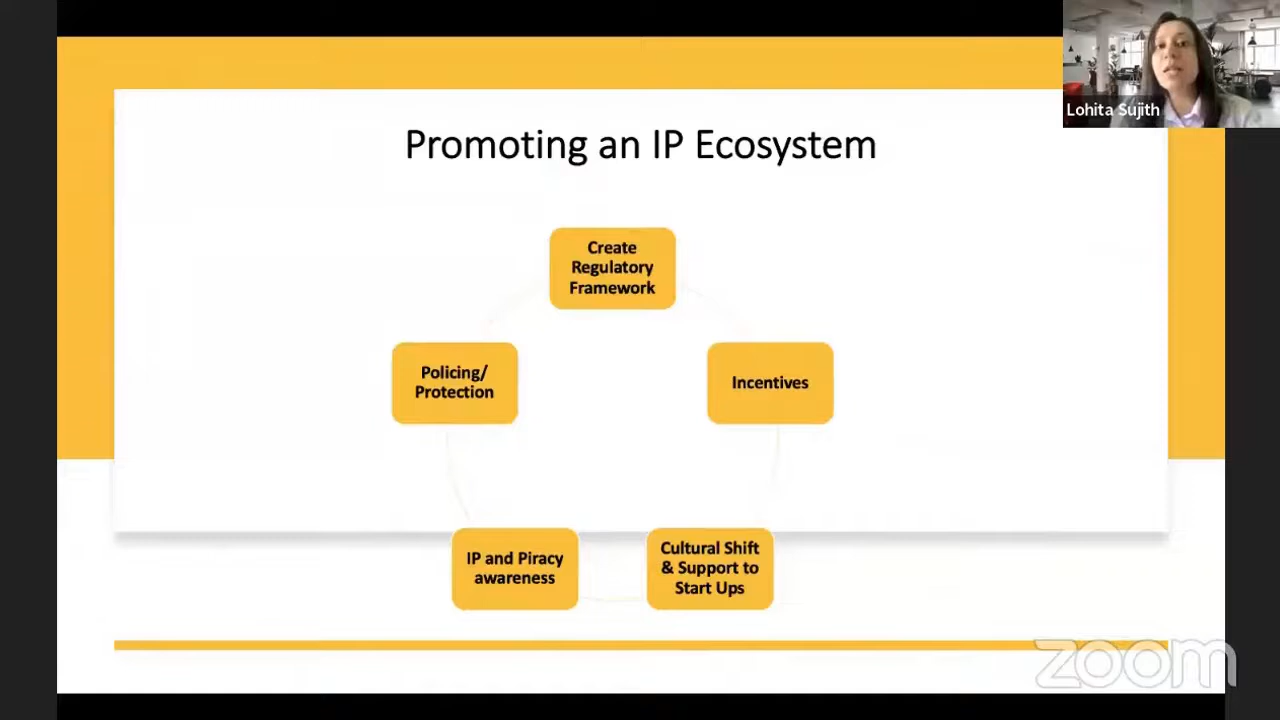 Lohita Sujith
Promoting an IP Ecosystem
Create
Regulatory
Framework
Policing/
Protection
Incentives
IP and Piracy
awareness
Cultural Shift
& Support to
Start Ups
zoom